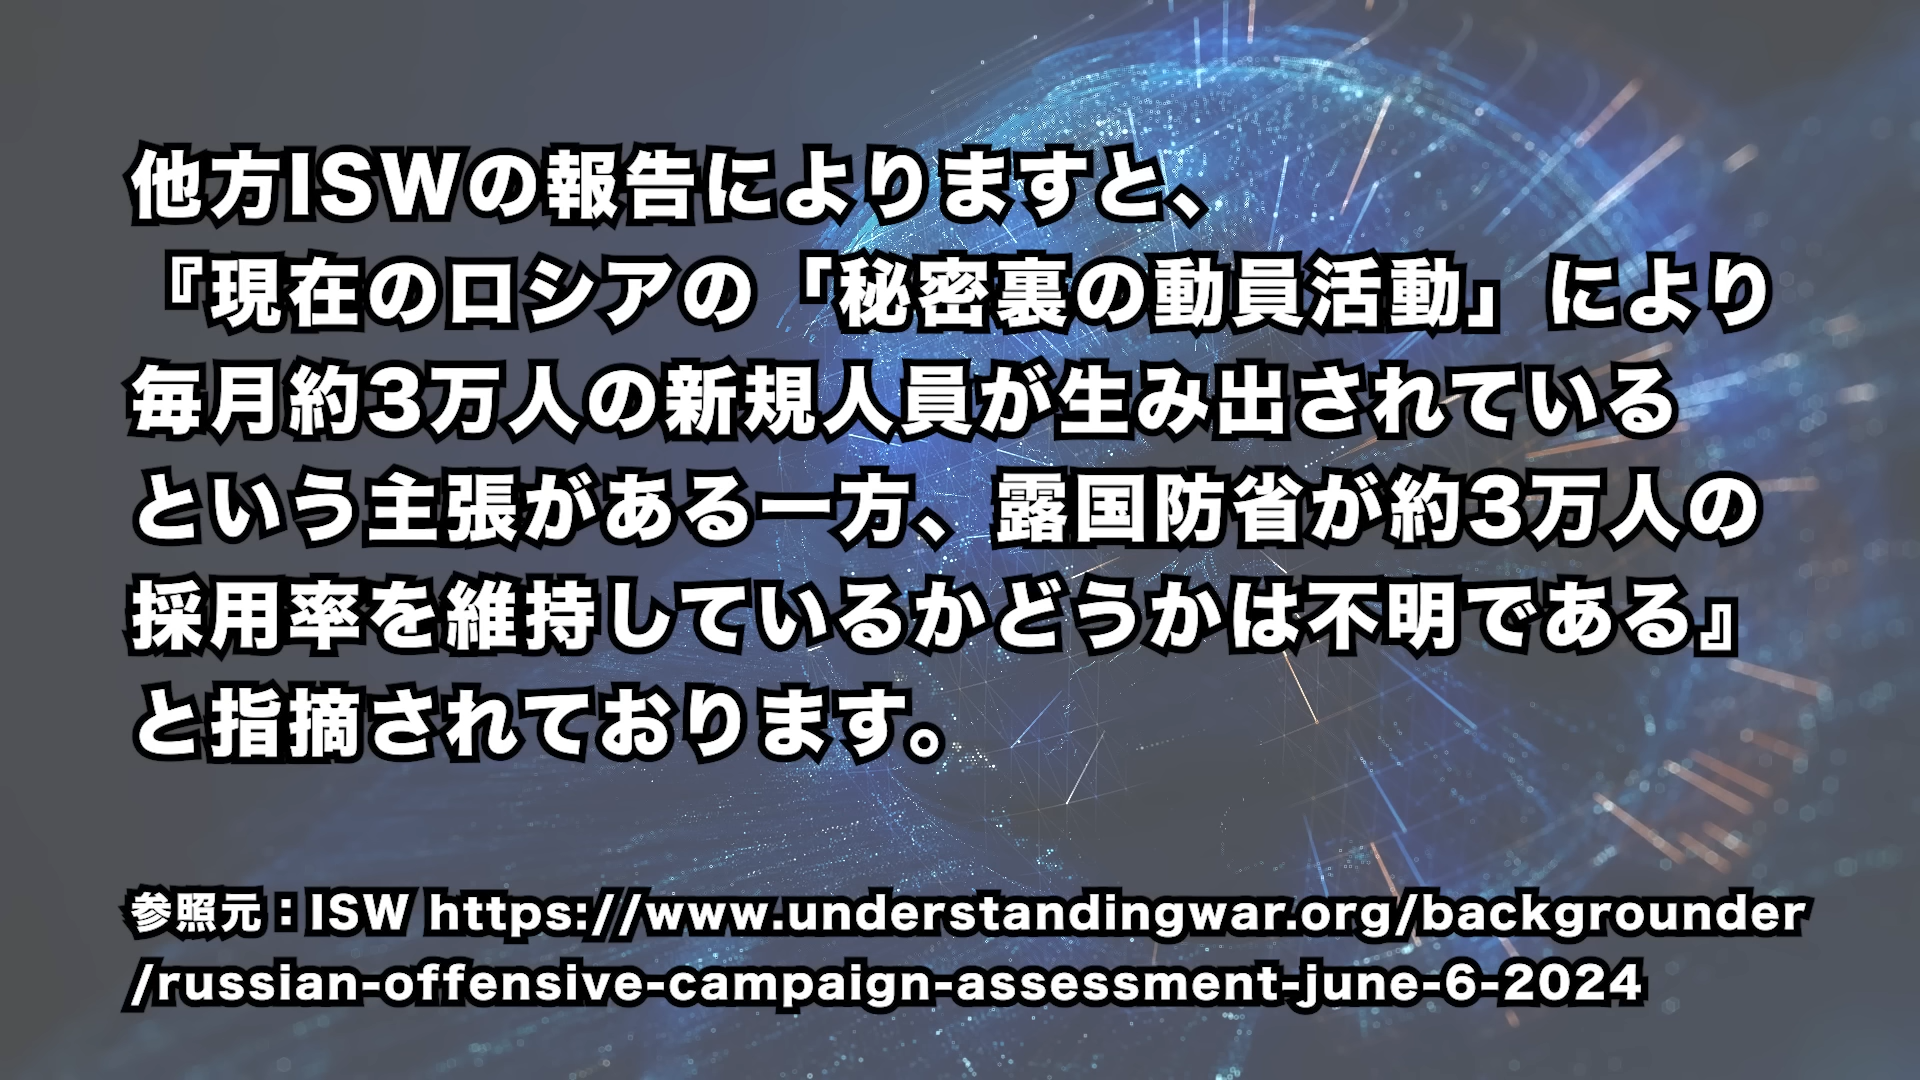 他方ISWの報告によりますと、
『現在のロシアの「秘密裏の動員活動」により
毎月約3万人の新規人員が生み出されている
という主張がある一方、露国防省が約3万人の
採用率を維持しているかどうかは不明である』
と指摘されております。
参照元：ISW https://www.understandingwar.org/backgrounder
/russian-offensive-campaign-assessment-june-6-2024